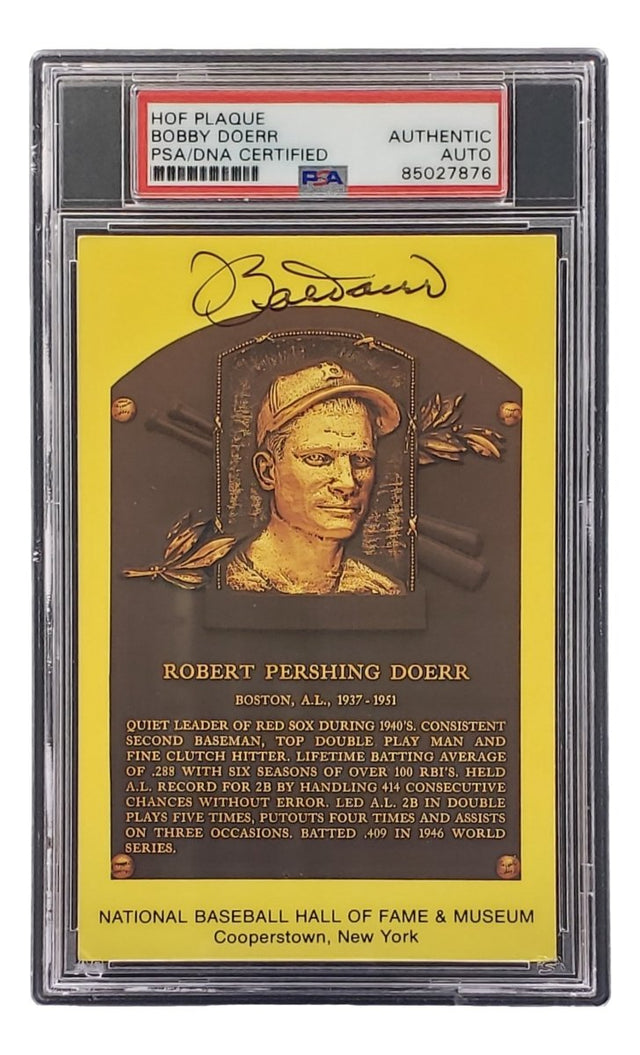 HOF PLAQUE
BOBBY DOERR AUTHENTIC
PSA/DNA CERTIFIED AUTO
PSA 85027876
Bob Doerr
B
ROBERT PERSHING DOERR
BOSTON, A.L., 1937-1951
QUIET LEADER OF RED SOX DURING 1940'S. CONSISTENT
SECOND BASEMAN, TOP DOUBLE PLAY MAN AND
FINE CLUTCH HITTER. LIFETIME BATTING AVERAGE
OF .288 WITH SIX SEASONS OF OVER 100 RBI'S. HELD
A.L. RECORD FOR 2B BY HANDLING 414 CONSECUTIVE
CHANCES WITHOUT ERROR. LED A.L. 2B IN DOUBLE
PLAYS FIVE TIMES, PUTOUTS FOUR TIMES AND ASSISTS
ON THREE OCCASIONS. BATTED .409 IN 1946 WORLD
SERIES.
NATIONAL BASEBALL HALL OF FAME & MUSEUM
Cooperstown, New York
PSA